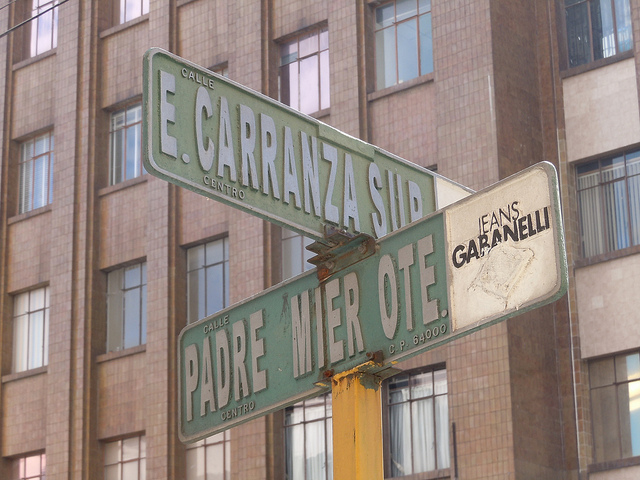 CALLE
E. CARRANZA SUR
CENTRO
JEANS
GABANELLI
CALLE
PADRE MIER OTE.
CENTRO
C.P. 64000